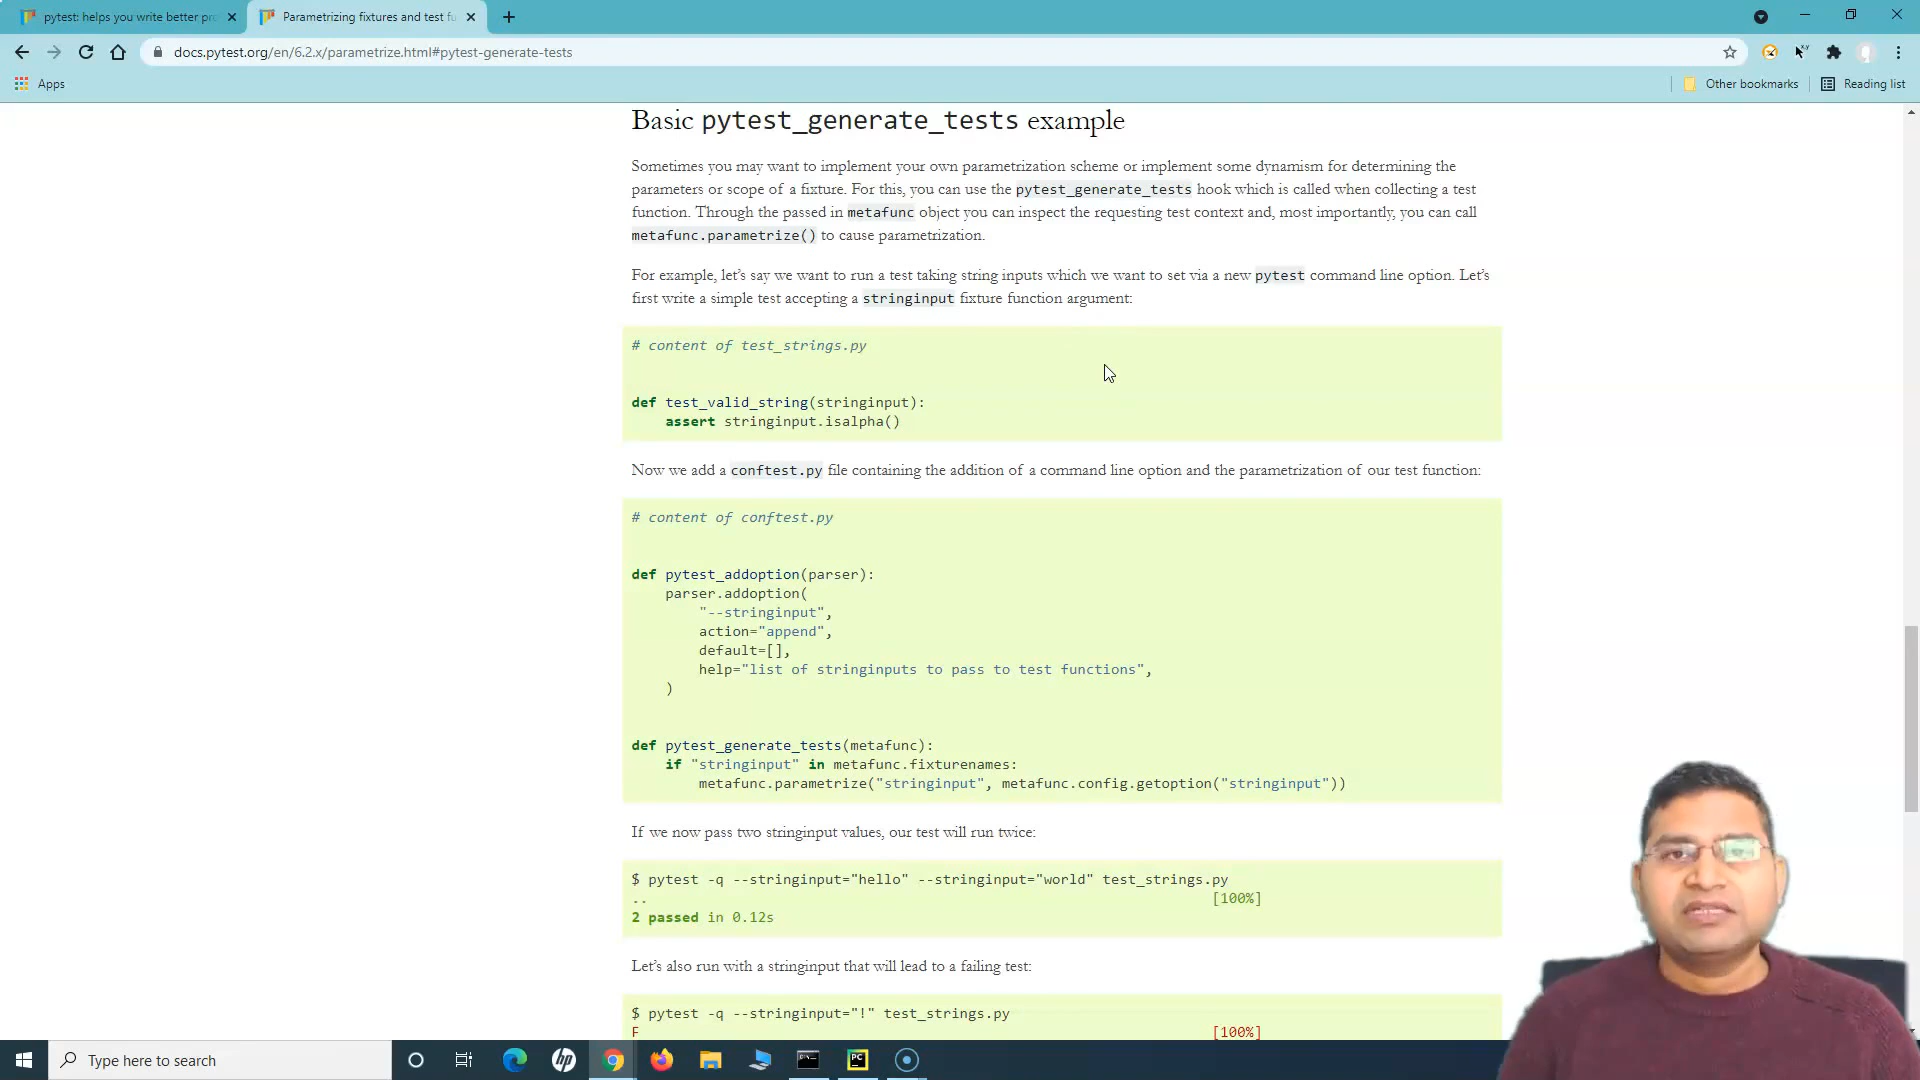 pytest: helps you write better pr
Parametrizing fixtures and test fu
docs.pytest.org/en/6.2.x/parametrize.html#pytest-generate-tests
Apps
Other bookmarks
Reading list
Basic pytest_generate_tests example
Sometimes you may want to implement your own parametrization scheme or implement some dynamism for determining the
parameters or scope of a fixture. For this, you can use the pytest_generate_tests hook which is called when collecting a test
function. Through the passed in metafunc object you can inspect the requesting test context and, most importantly, you can call
metafunc.parametrize() to cause parametrization.
For example, let’s say we want to run a test taking string inputs which we want to set via a new pytest command line option. Let’s
first write a simple test accepting a stringinput fixture function argument:
# content of test_strings.py
def test_valid_string(stringinput):
    assert stringinput.isalpha()
Now we add a conftest.py file containing the addition of a command line option and the parametrization of our test function:
# content of conftest.py
def pytest_addoption(parser):
    parser.addoption(
        "--stringinput",
        action="append",
        default=[],
        help="list of stringinputs to pass to test functions",
    )
def pytest_generate_tests(metafunc):
    if "stringinput" in metafunc.fixturenames:
        metafunc.parametrize("stringinput", metafunc.config.getoption("stringinput"))
If we now pass two stringinput values, our test will run twice:
$ pytest -q --stringinput="hello" --stringinput="world" test_strings.py
.. [100%]
2 passed in 0.12s
Let’s also run with a stringinput that will lead to a failing test:
$ pytest -q --stringinput="!" test_strings.py
F [100%]
Type here to search
hp
PC